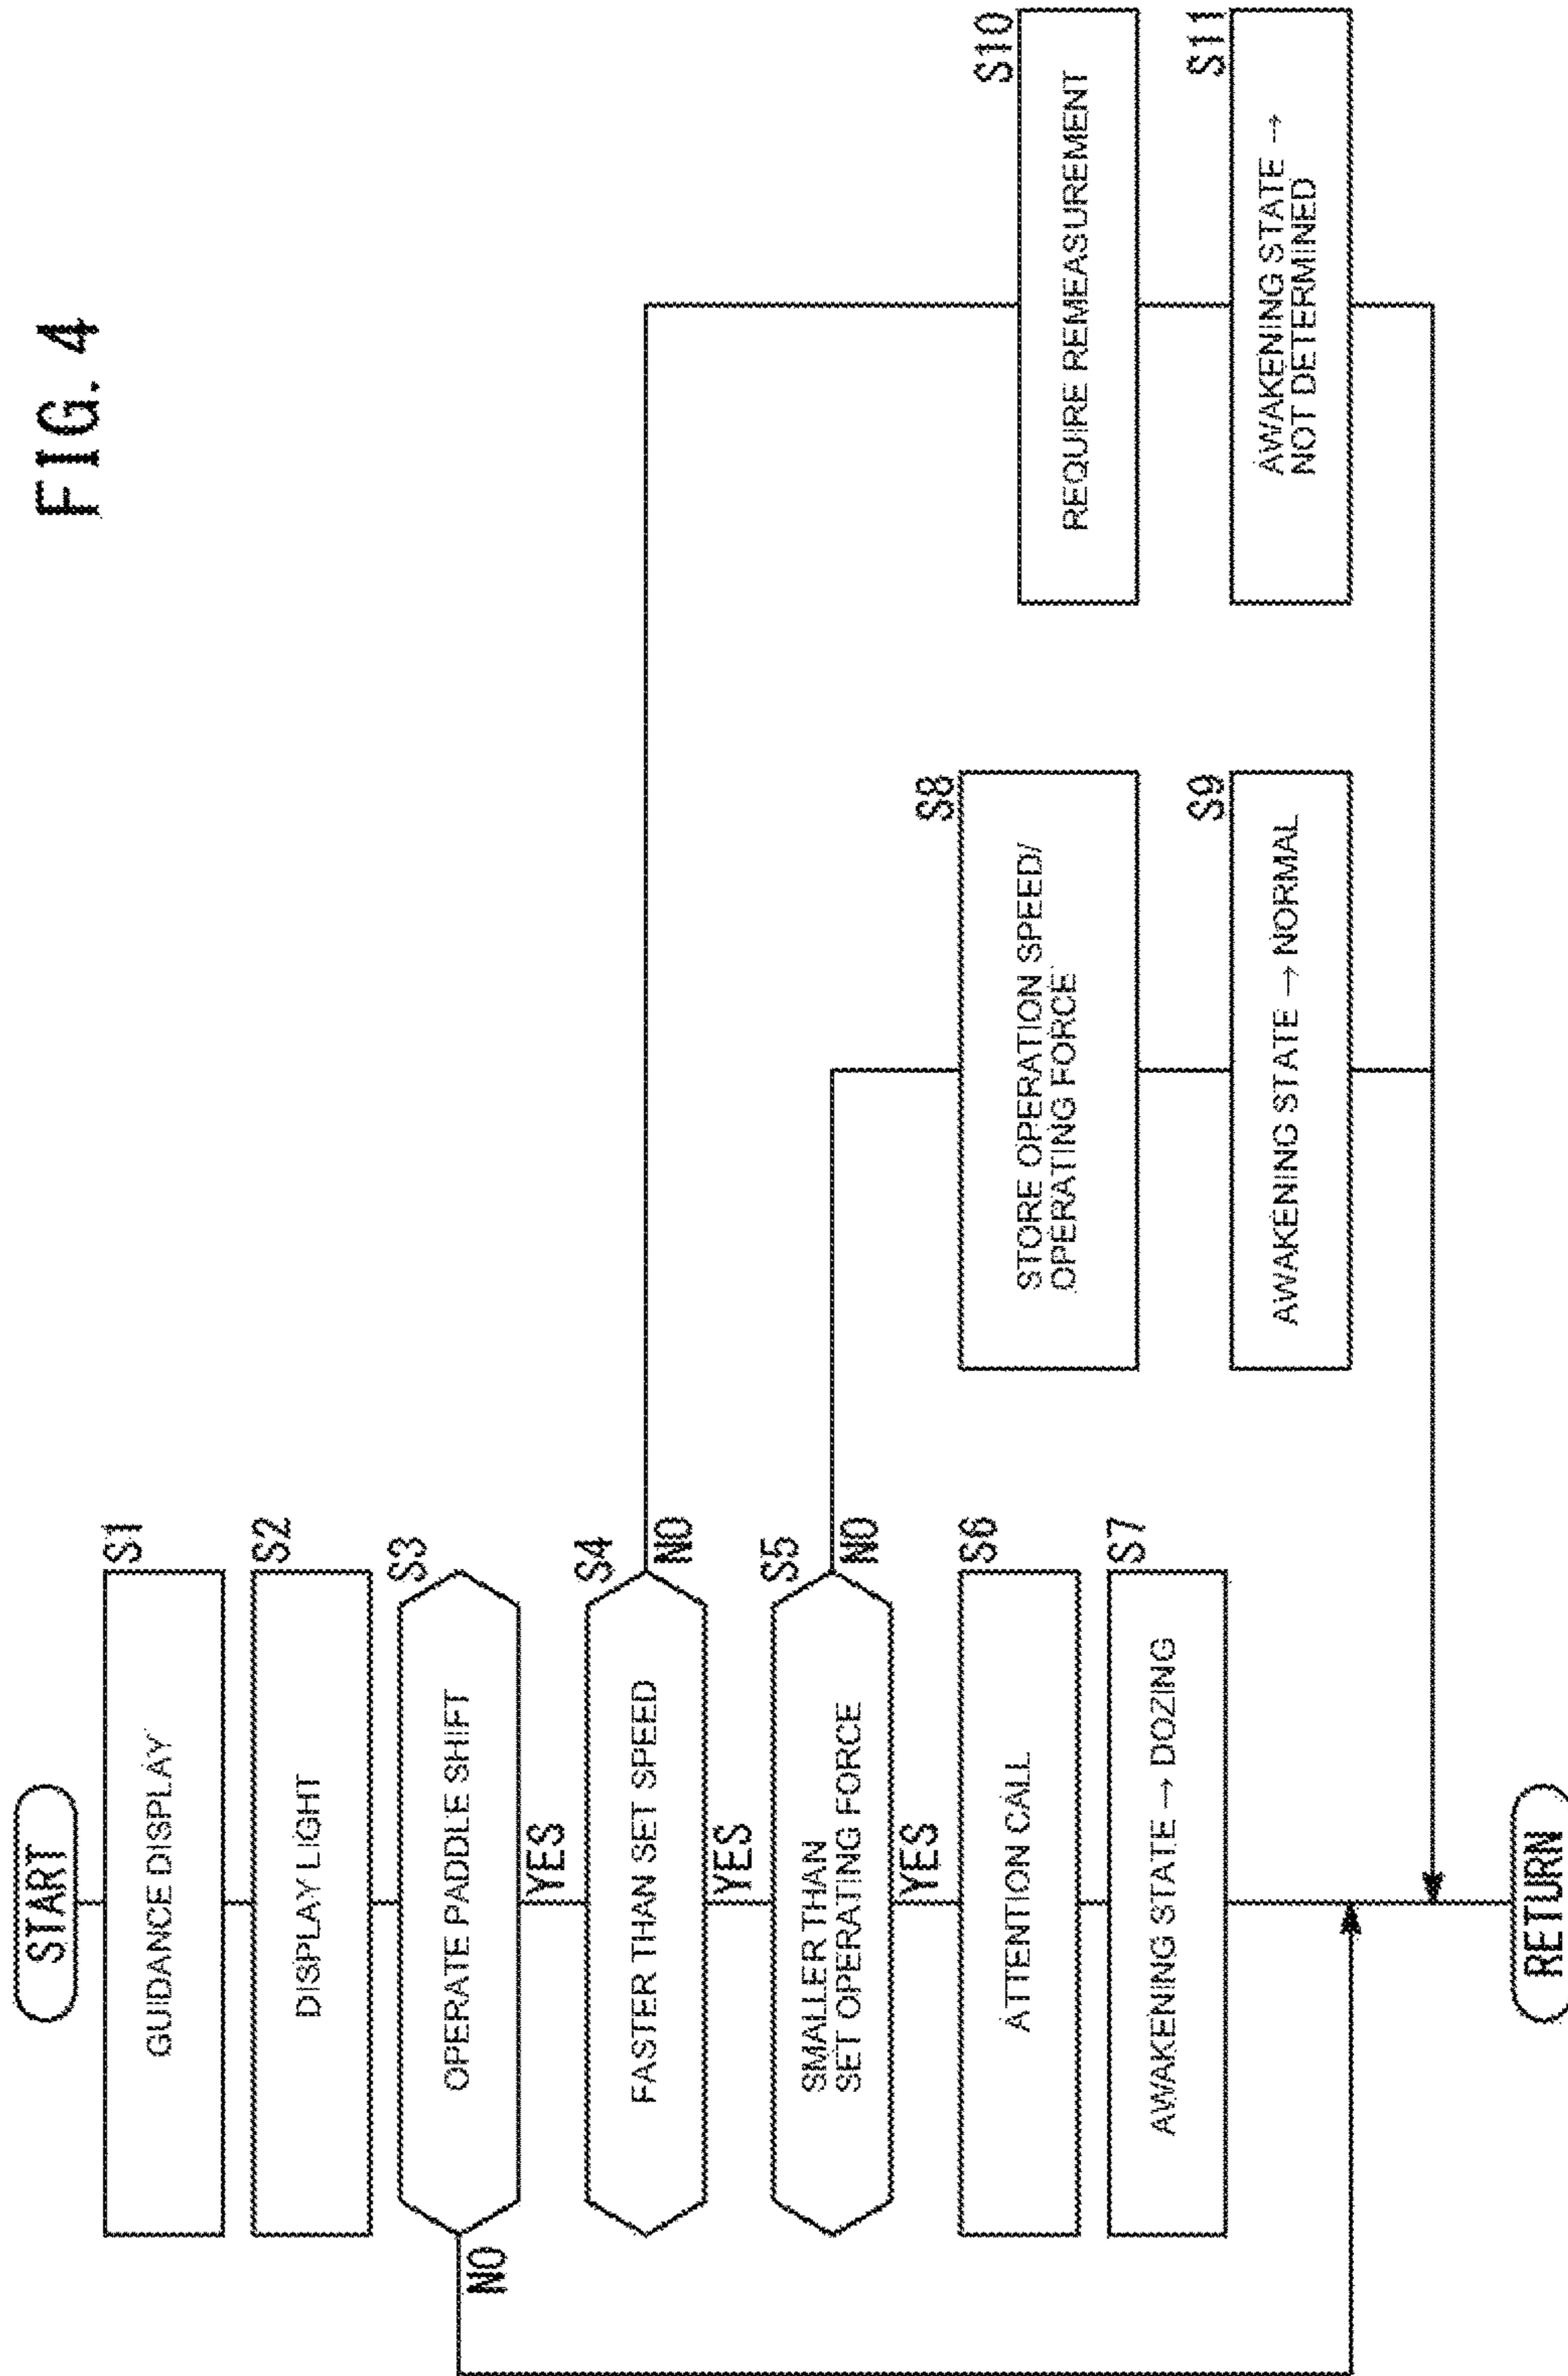 FIG. 4
START
S1
GUIDANCE DISPLAY
S2
DISPLAY LIGHT
S3
OPERATE PADDLE SHIFT
NO
YES
S4
FASTER THAN SET SPEED
NO
YES
S5
SMALLER THAN
SET OPERATING FORCE
NO
YES
S6
ATTENTION CALL
S7
AWAKENING STATE → DOZING
S8
STORE OPERATION SPEED/
OPERATING FORCE
S9
AWAKENING STATE → NORMAL
S10
REQUIRE REMEASUREMENT
S11
AWAKENING STATE →
NOT DETERMINED
RETURN